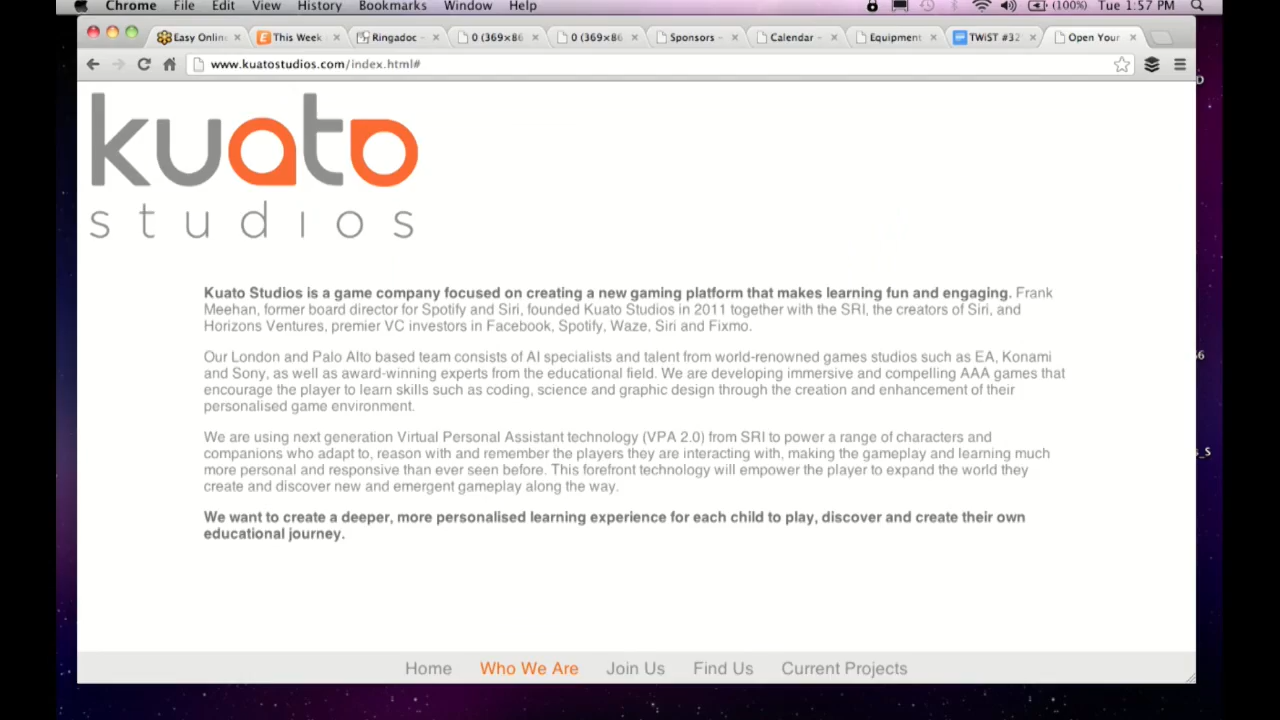 Chrome File Edit View History Bookmarks Window Help (100%) Tue 1:57 PM
Easy Online This Week Ringadoc - 0 (369×86 0 (369×86 Sponsors - Calendar - Equipment TWiST #32 Open Your
www.kuatostudios.com/index.html#
kuato
studios
Kuato Studios is a game company focused on creating a new gaming platform that makes learning fun and engaging. Frank
Meehan, former board director for Spotify and Siri, founded Kuato Studios in 2011 together with the SRI, the creators of Siri, and
Horizons Ventures, premier VC investors in Facebook, Spotify, Waze, Siri and Fixmo.
Our London and Palo Alto based team consists of AI specialists and talent from world-renowned games studios such as EA, Konami
and Sony, as well as award-winning experts from the educational field. We are developing immersive and compelling AAA games that
encourage the player to learn skills such as coding, science and graphic design through the creation and enhancement of their
personalised game environment.
We are using next generation Virtual Personal Assistant technology (VPA 2.0) from SRI to power a range of characters and
companions who adapt to, reason with and remember the players they are interacting with, making the gameplay and learning much
more personal and responsive than ever seen before. This forefront technology will empower the player to expand the world they
create and discover new and emergent gameplay along the way.
We want to create a deeper, more personalised learning experience for each child to play, discover and create their own
educational journey.
Home Who We Are Join Us Find Us Current Projects